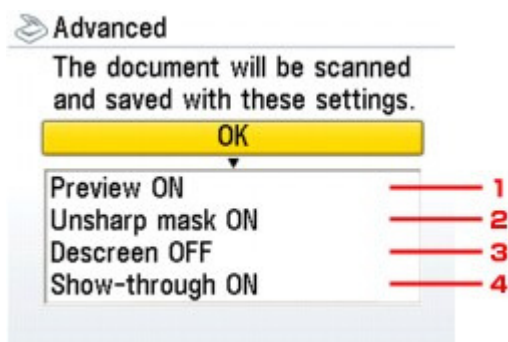 Advanced
The document will be scanned
and saved with these settings.
OK
Preview ON 1
Unsharp mask ON 2
Descreen OFF 3
Show-through ON 4